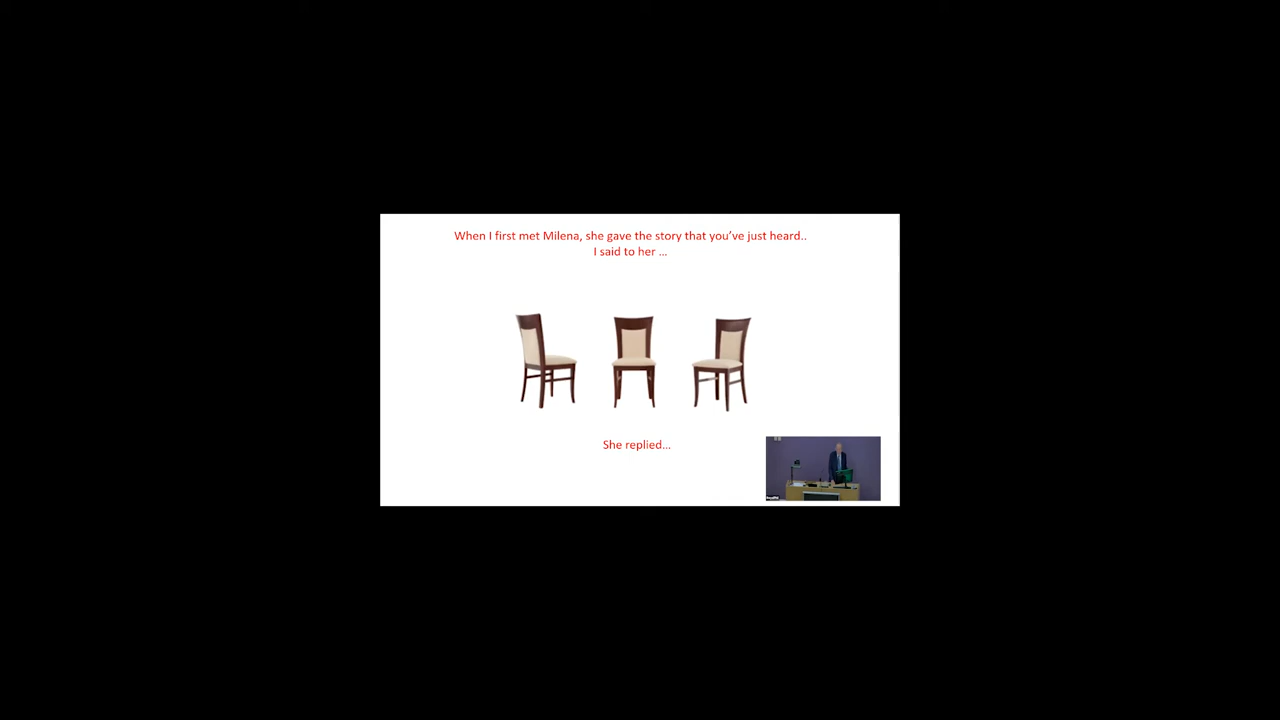 When I first met Milena, she gave the story that you've just heard..
I said to her ...
She replied...